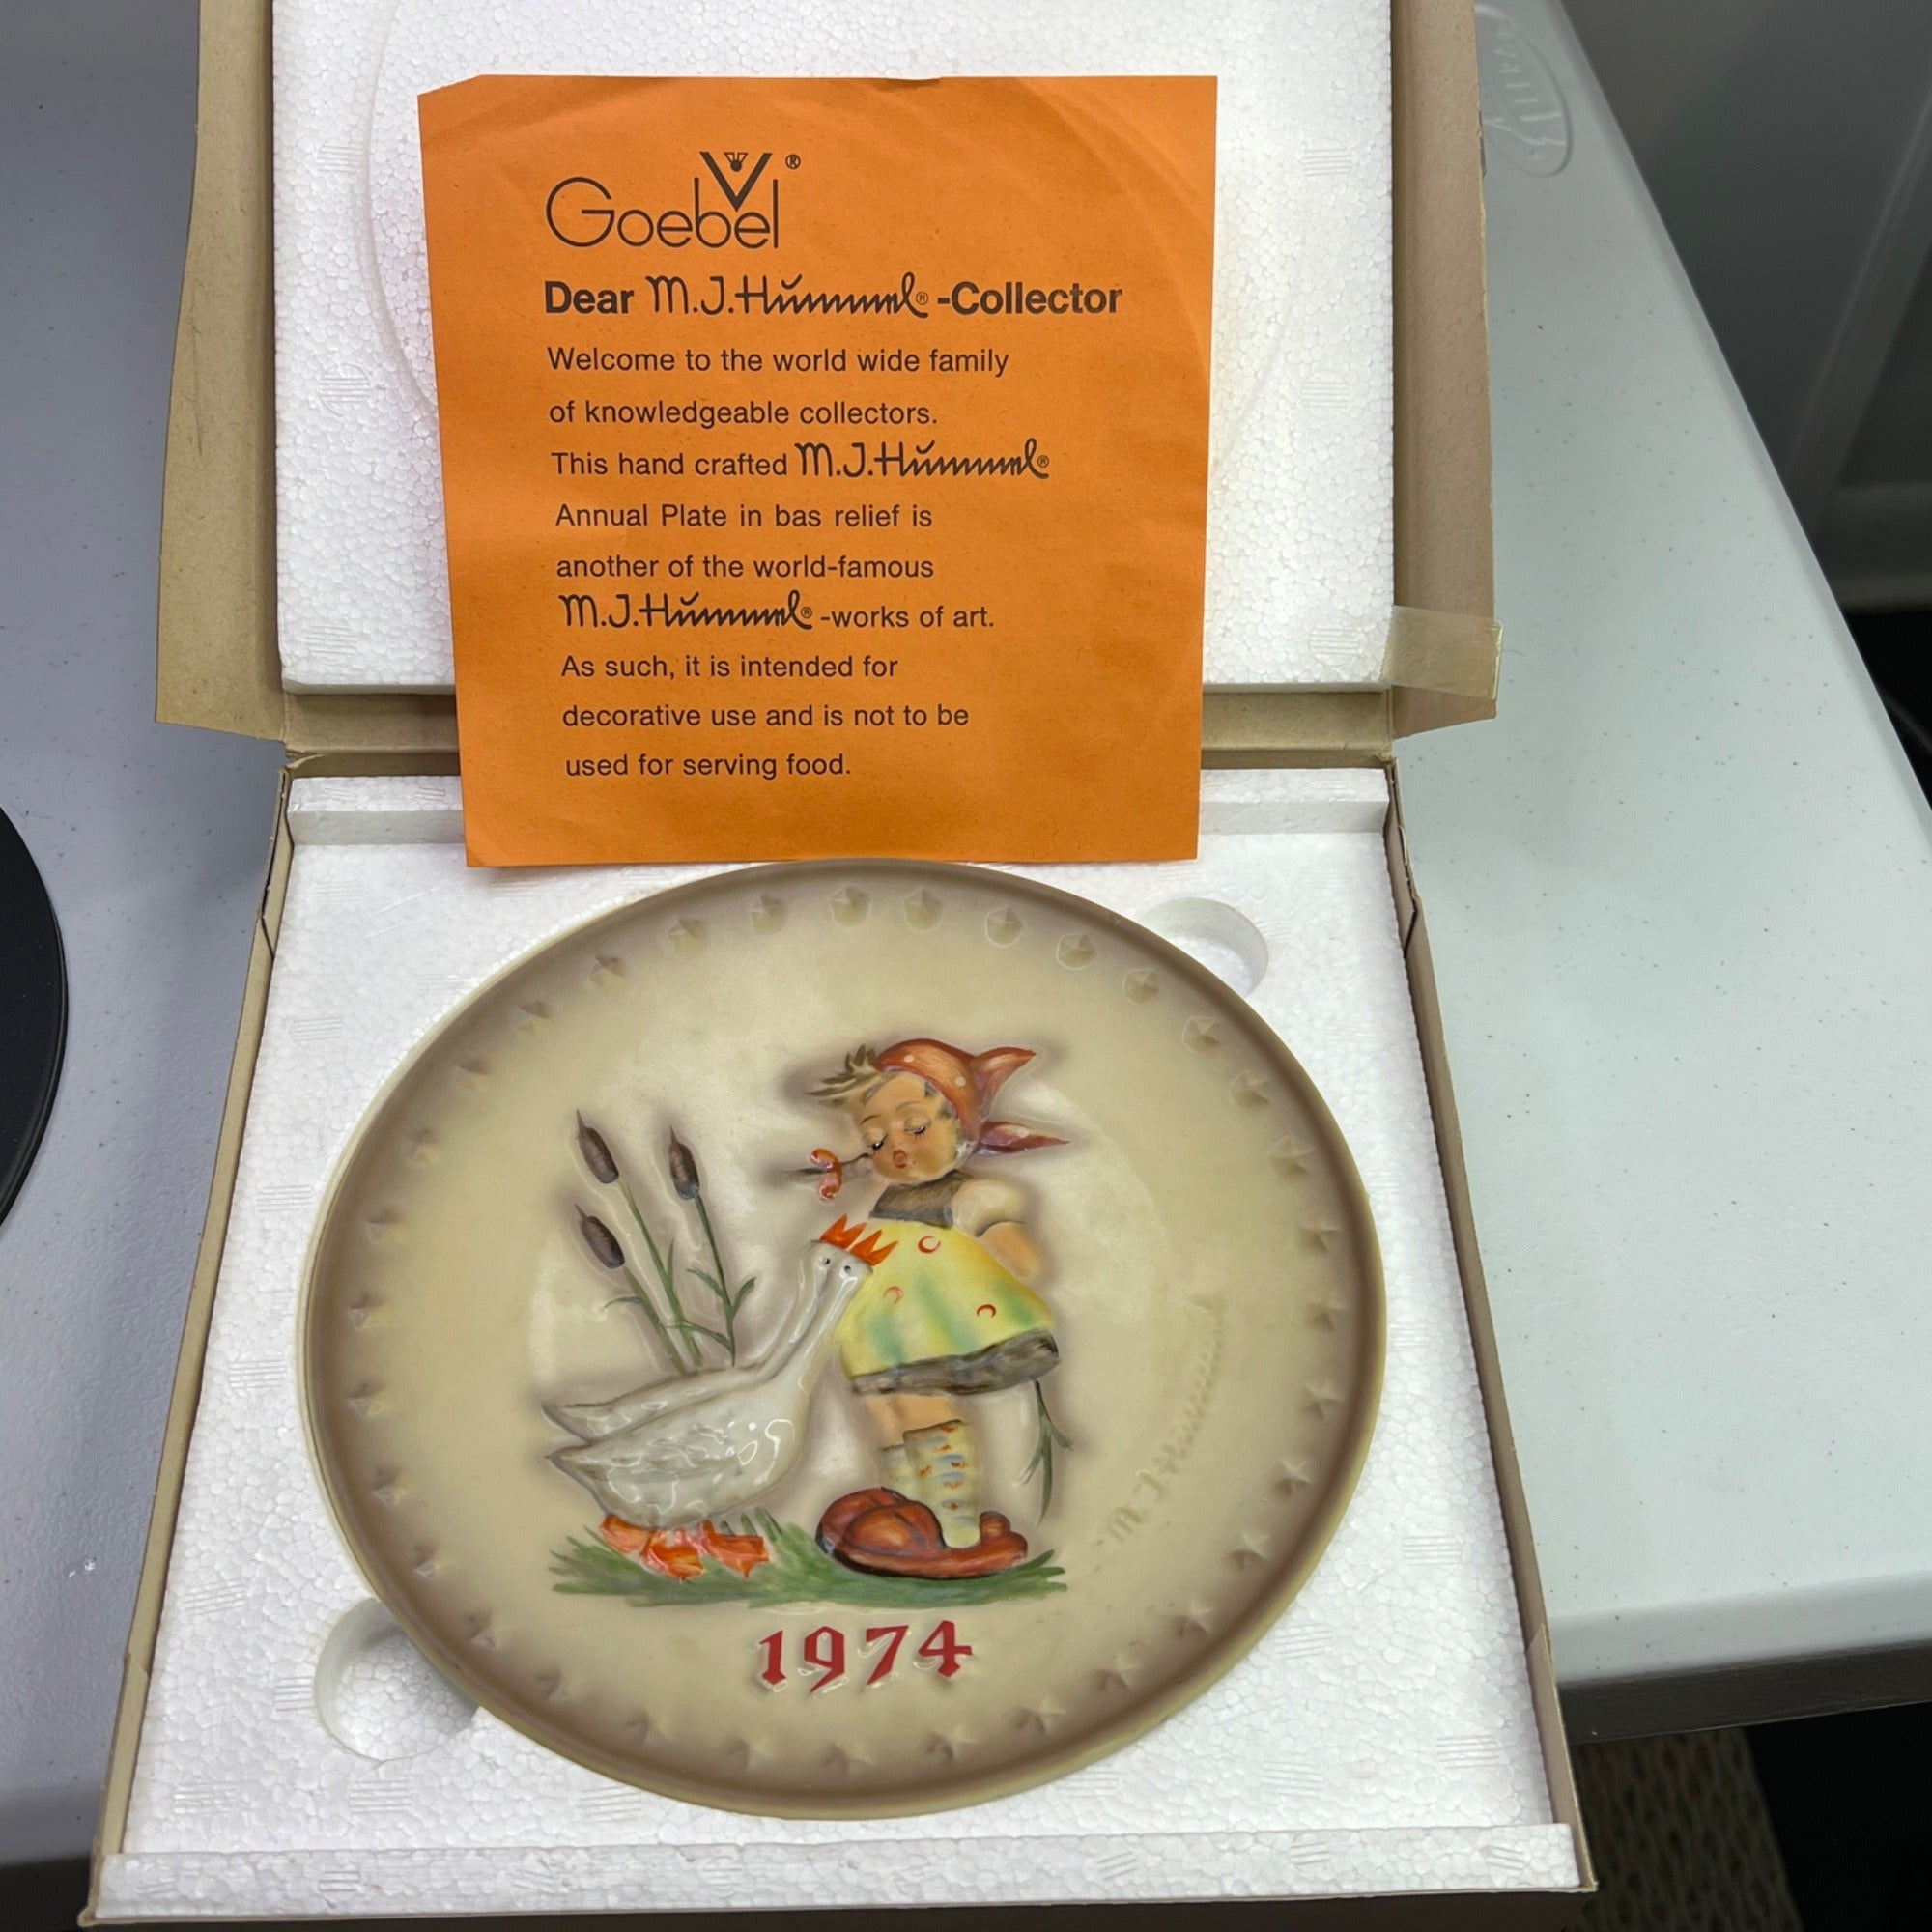 Goebel®
Dear M.J.Hummel® -Collector
Welcome to the world wide family
of knowledgeable collectors.
This hand crafted M.J.Hummel®
Annual Plate in bas relief is
another of the world-famous
M.J.Hummel® -works of art.
As such, it is intended for
decorative use and is not to be
used for serving food.
M.J.Hummel
1974